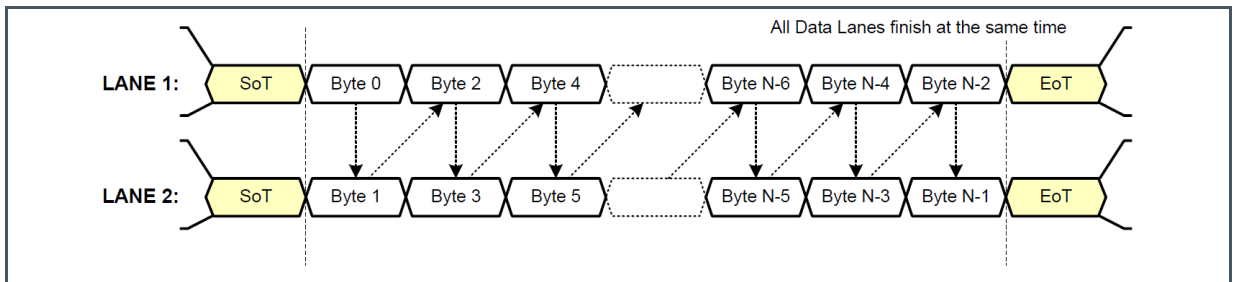 All Data Lanes finish at the same time
LANE 1: SoT Byte 0 Byte 2 Byte 4 Byte N-6 Byte N-4 Byte N-2 EoT
LANE 2: SoT Byte 1 Byte 3 Byte 5 Byte N-5 Byte N-3 Byte N-1 EoT